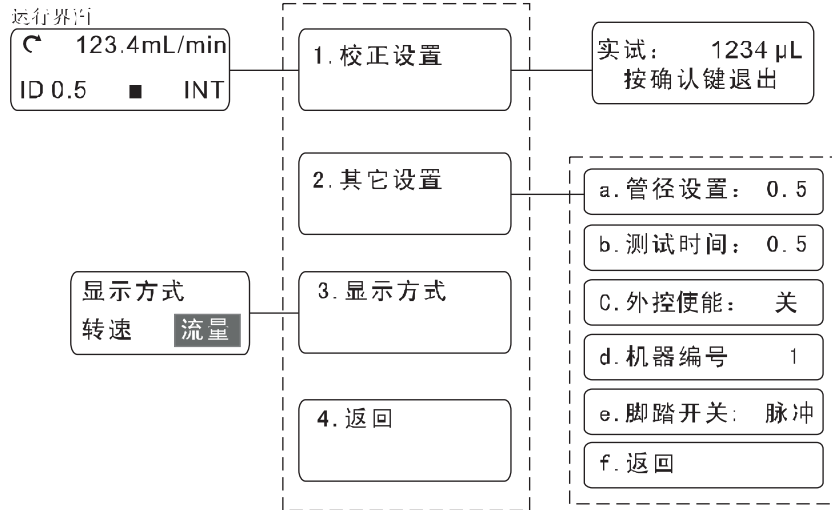 运行界面
123.4mL/min
ID 0.5 ■ INT
1.校正设置
实试： 1234 μL
按确认键退出
2.其它设置
a.管径设置： 0.5
b.测试时间： 0.5
C.外控使能： 关
d.机器编号 1
e.脚踏开关： 脉冲
f.返回
显示方式
转速 流量
3.显示方式
4.返回